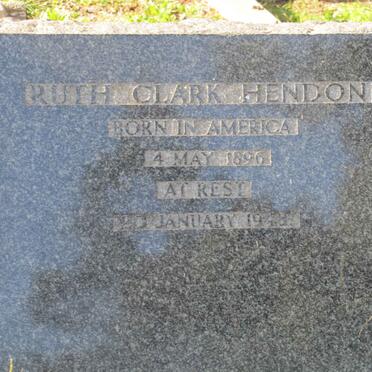 RUTH CLARK HENDON
BORN IN AMERICA
4 MAY 1896
AT REST
JANUARY